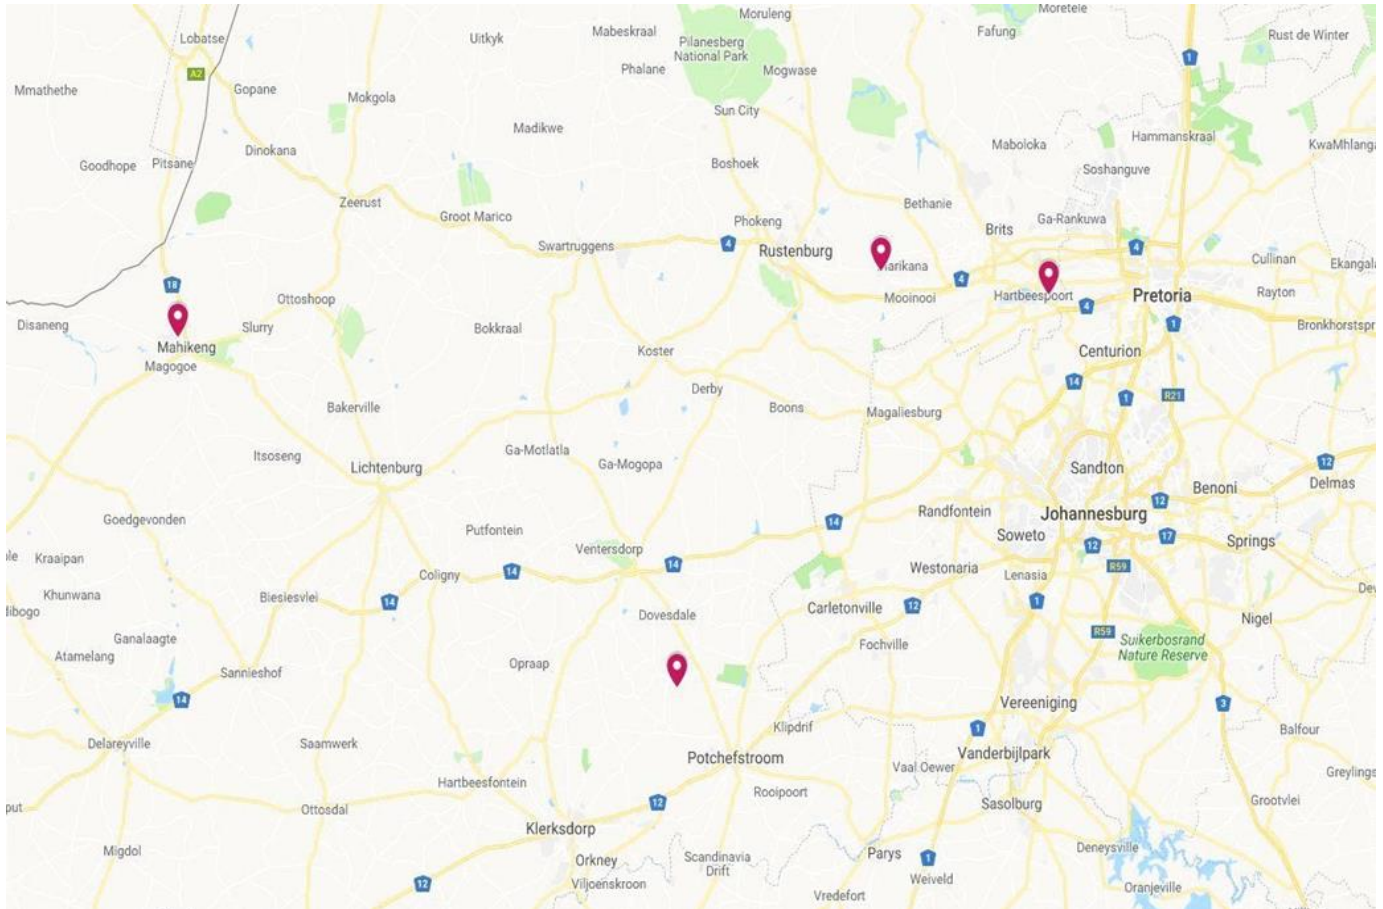 Moruleng
Moretele
Lobatse
Uitkyk
Mabeskraal
Pilanesberg
National Park
Fafung
Rust de Winter
1
A2
Phalane
Mogwase
Mmathethe
Gopane
Mokgola
Sun City
Madikwe
Hammanskraal
Maboloka
KwaMhlanga
Goodhope
Pitsane
Dinokana
Boshoek
Soshanguve
Zeerust
Groot Marico
Bethanie
Phokeng
Ga-Rankuwa
Brits
Swartruggens
4
Rustenburg
4
Cullinan
Ekangala
Marikana
18
Ottoshoop
Mooinooi
4
Hartbeespoort
4
Pretoria
Rayton
Disaneng
Slurry
Bokkraal
1
Bronkhorstspr
Mahikeng
Magogoe
Koster
Centurion
Derby
14
1
R21
Bakerville
Boons
Magaliesburg
Itsoseng
Lichtenburg
Ga-Motlatla
Ga-Mogopa
Sandton
12
Benoni
Delmas
Goedgevonden
Putfontein
14
Randfontein
Johannesburg
12
Soweto
12
17
Springs
le
Kraaipan
Ventersdorp
14
Westonaria
R59
Lenasia
Khunwana
Coligny
14
dibogo
Biesiesvlei
14
Dovesdale
Carletonville
12
1
Dev
Nigel
Ganalaagte
Fochville
R59
Suikerbosrand
Nature Reserve
Atamelang
Sannieshof
Opraap
14
Klipdrif
1
Vereeniging
3
Delareyville
Saamwerk
Potchefstroom
Vanderbijlpark
Balfour
Vaal Oewer
Greylings
Hartbeesfontein
Rooipoort
put
Ottosdal
12
Sasolburg
Grootvlei
Klerksdorp
Migdol
Orkney
Scandinavia
Drift
Parys
1
Deneysville
12
Viljoenskroon
Vredefort
Weiveld
Oranjeville